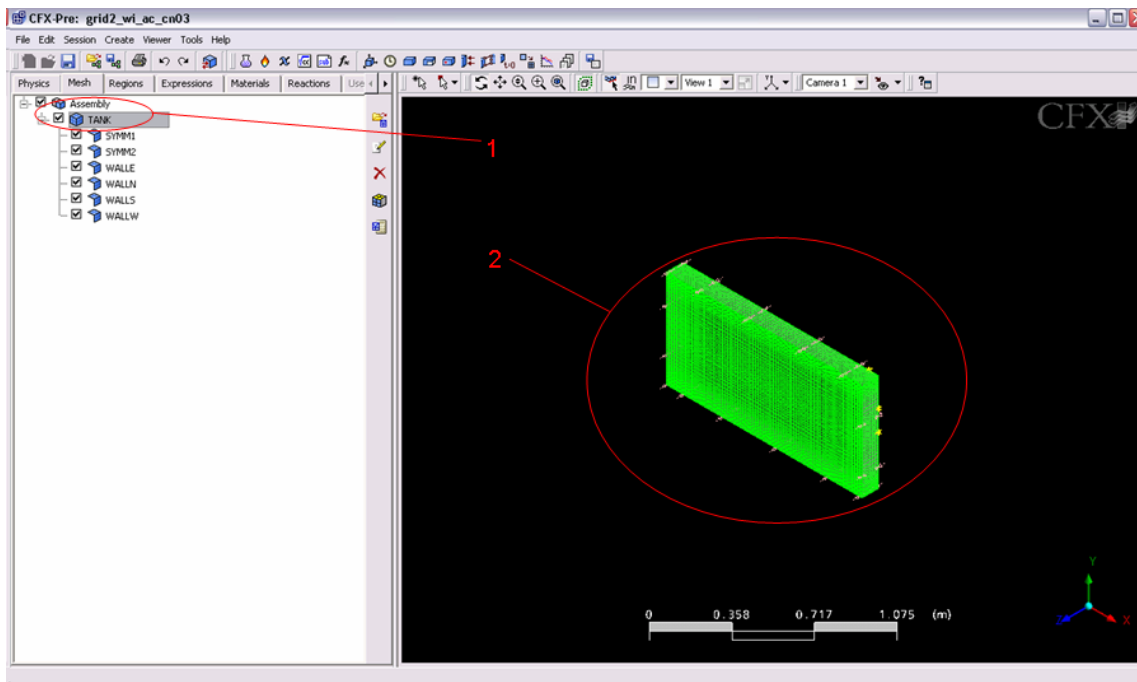 CFX-Pre: grid2_wi_ac_cn03
File Edit Session Create Viewer Tools Help
Physics Mesh Regions Expressions Materials Reactions Use
View 1 Camera 1
Assembly
TANK
SYMM1
SYMM2
WALLE
WALLN
WALLS
WALLW
CFX
1
2
0 0.358 0.717 1.075 (m)
Y
Z X